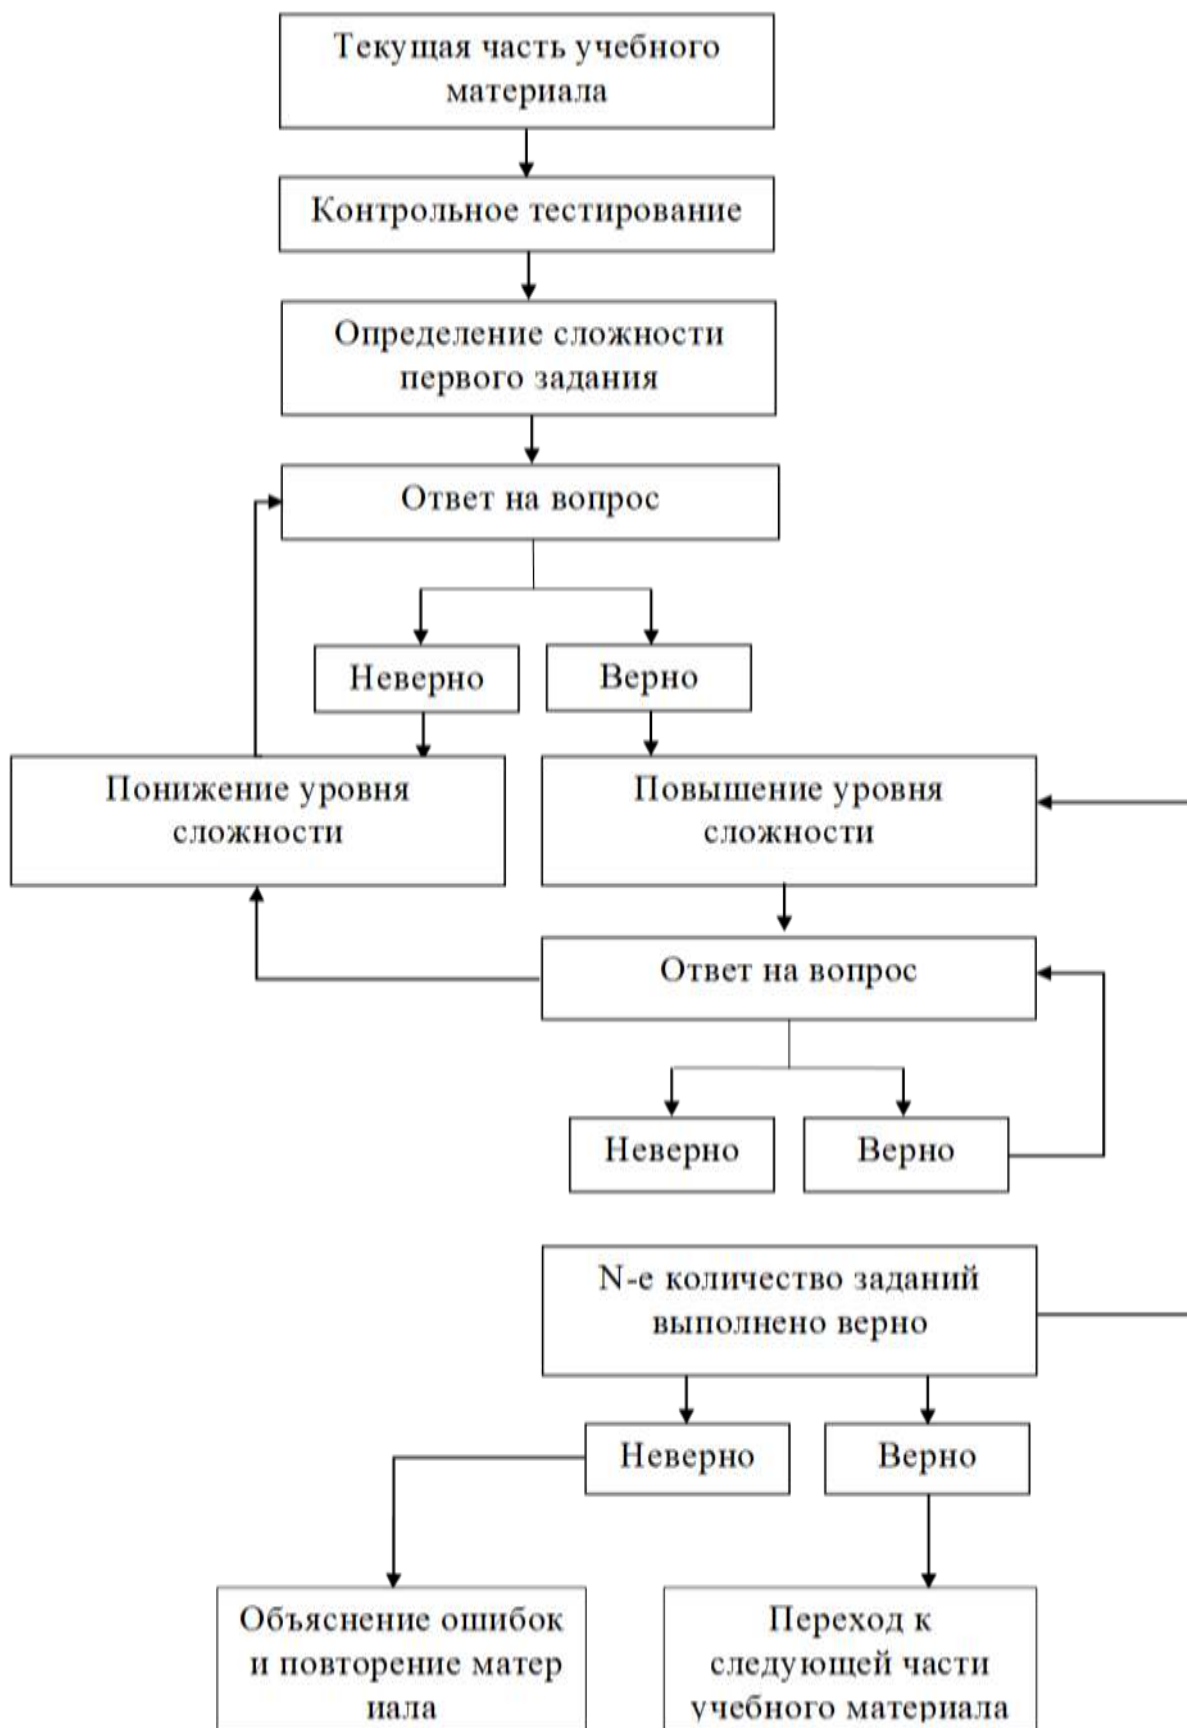 Текущая часть учебного
материала
Контрольное тестирование
Определение сложности
первого задания
Ответ на вопрос
Неверно
Верно
Понижение уровня
сложности
Повышение уровня
сложности
Ответ на вопрос
Неверно
Верно
N-е количество заданий
выполнено верно
Неверно
Верно
Объяснение ошибок
и повторение матер
иала
Переход к
следующей части
учебного материала